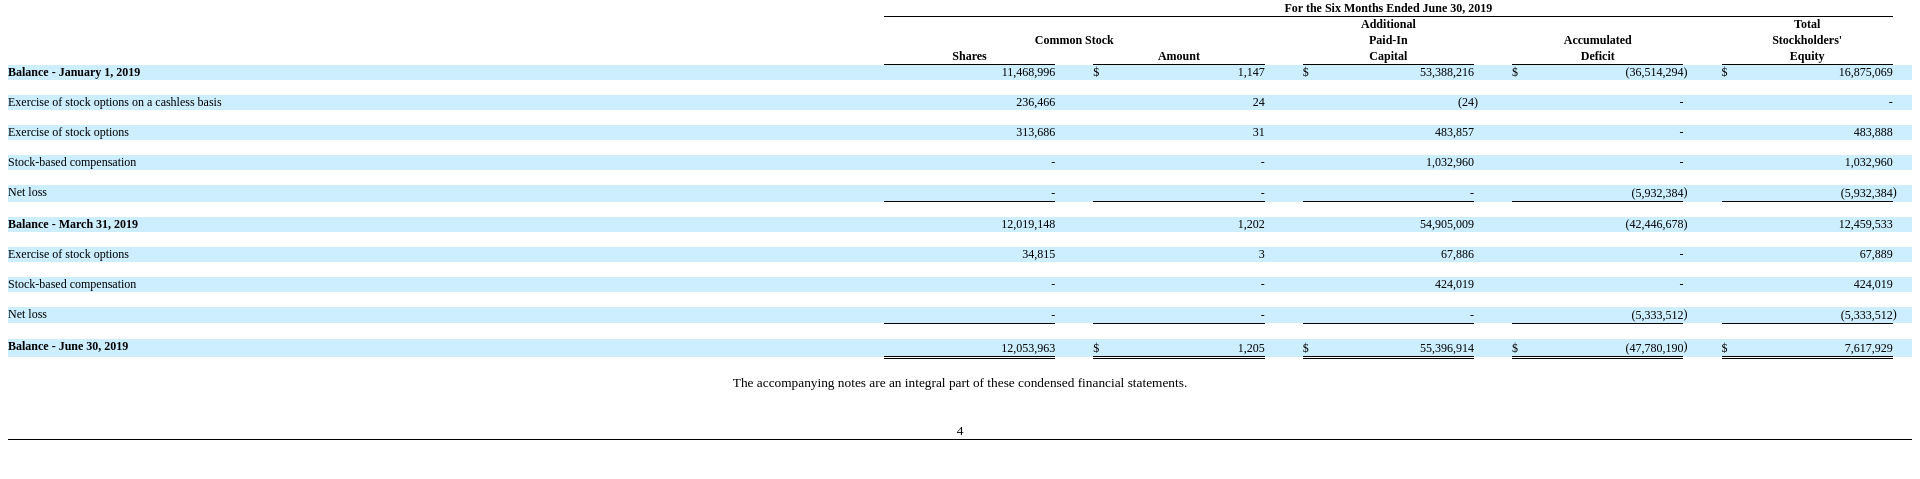 For the Six Months Ended June 30, 2019
Additional Total
Common Stock Paid-In Accumulated Stockholders'
Shares Amount Capital Deficit Equity
Balance - January 1, 2019 11,468,996 $ 1,147 $ 53,388,216 $ (36,514,294) $ 16,875,069
Exercise of stock options on a cashless basis 236,466 24 (24) - -
Exercise of stock options 313,686 31 483,857 - 483,888
Stock-based compensation - - 1,032,960 - 1,032,960
Net loss - - - (5,932,384) (5,932,384)
Balance - March 31, 2019 12,019,148 1,202 54,905,009 (42,446,678) 12,459,533
Exercise of stock options 34,815 3 67,886 - 67,889
Stock-based compensation - - 424,019 - 424,019
Net loss - - - (5,333,512) (5,333,512)
Balance - June 30, 2019 12,053,963 $ 1,205 $ 55,396,914 $ (47,780,190) $ 7,617,929
The accompanying notes are an integral part of these condensed financial statements.
4